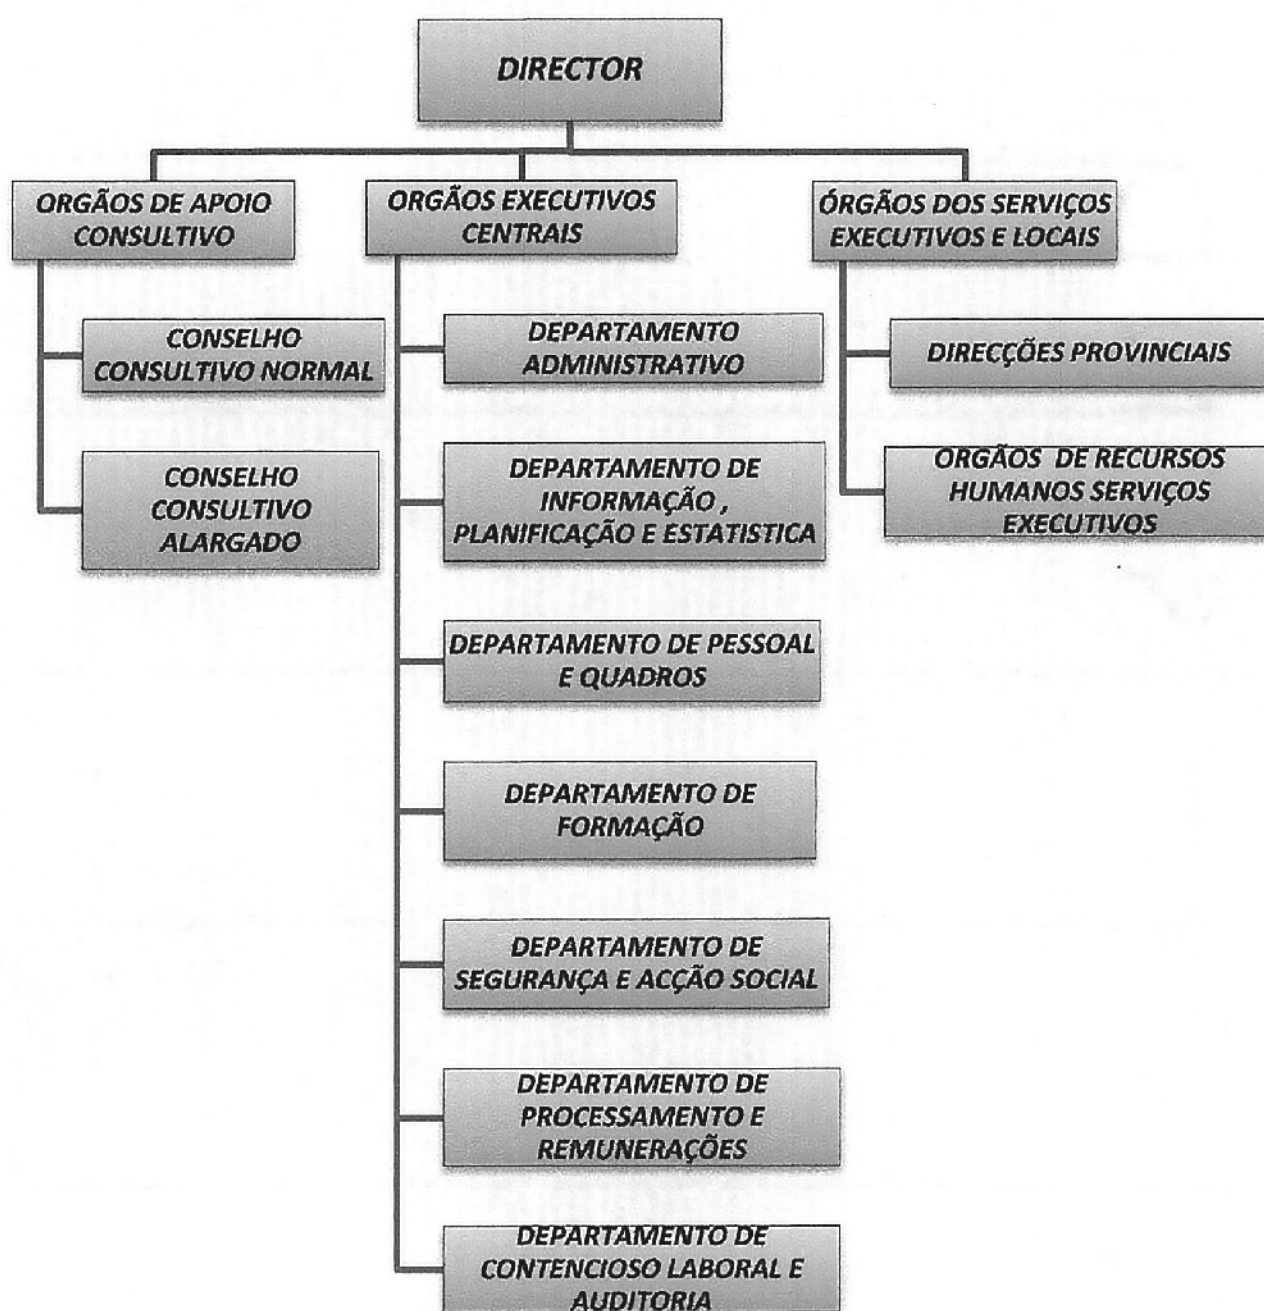 DIRECTOR
ORGÃOS DE APOIO
CONSULTIVO
CONSELHO
CONSULTIVO NORMAL
CONSELHO
CONSULTIVO
ALARGADO
ORGÃOS EXECUTIVOS
CENTRAIS
DEPARTAMENTO
ADMINISTRATIVO
DEPARTAMENTO DE
INFORMAÇÃO ,
PLANIFICAÇÃO E ESTATISTICA
DEPARTAMENTO DE PESSOAL
E QUADROS
DEPARTAMENTO DE
FORMAÇÃO
DEPARTAMENTO DE
SEGURANÇA E ACÇÃO SOCIAL
DEPARTAMENTO DE
PROCESSAMENTO E
REMUNERAÇÕES
DEPARTAMENTO DE
CONTENCIOSO LABORAL E
AUDITORIA
ÓRGÃOS DOS SERVIÇOS
EXECUTIVOS E LOCAIS
DIRECÇÕES PROVINCIAIS
ORGÃOS DE RECURSOS
HUMANOS SERVIÇOS
EXECUTIVOS